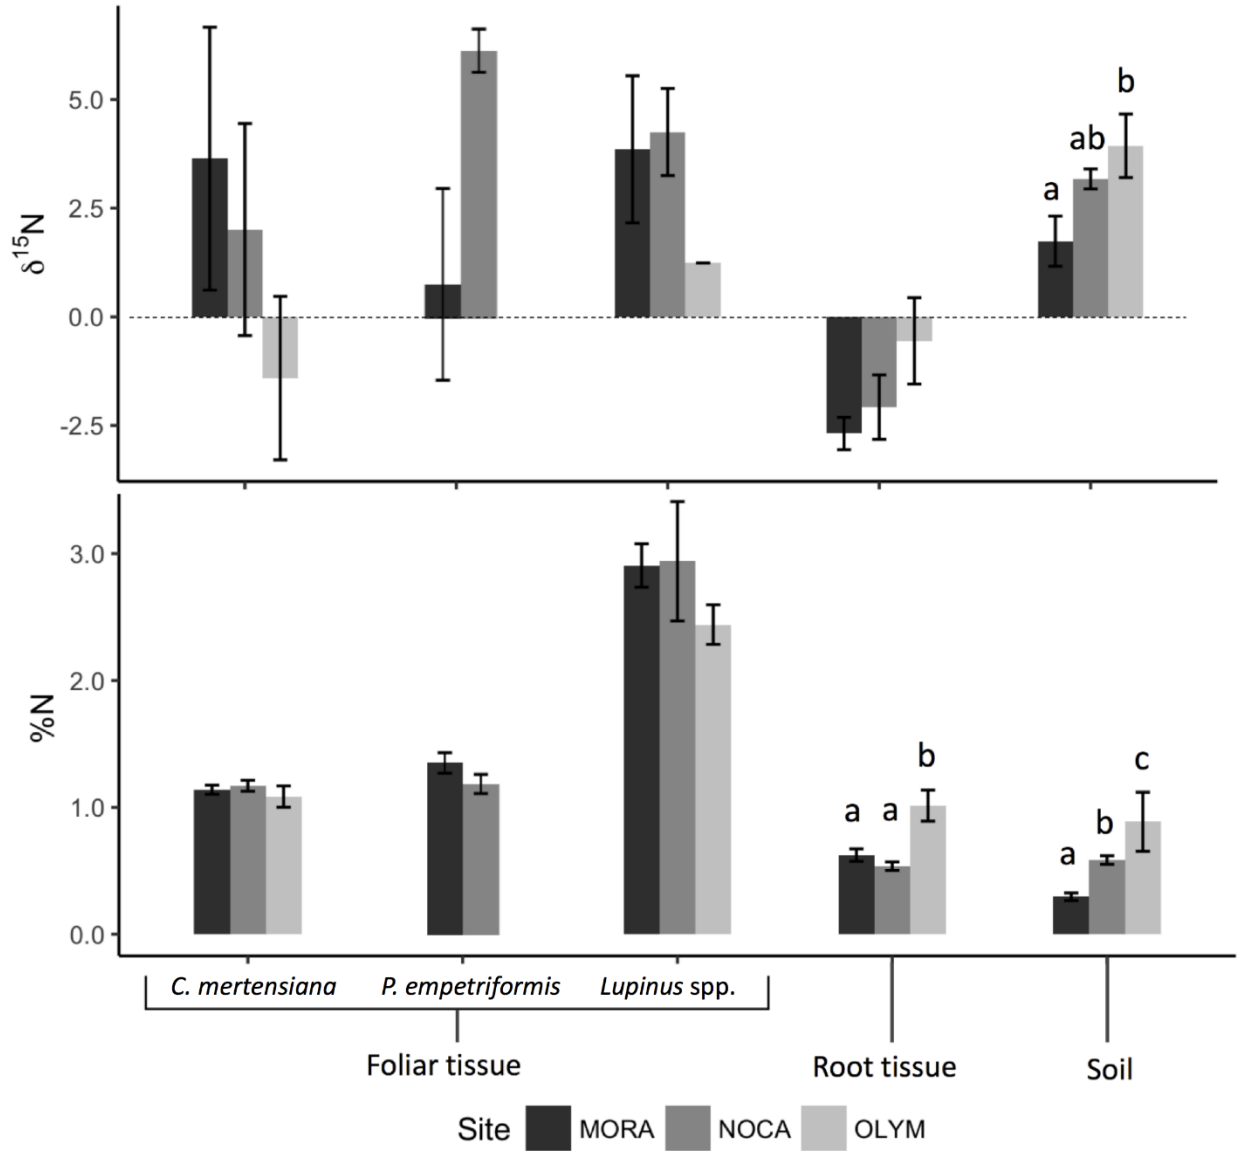 5.0
2.5
0.0
-2.5
δ¹⁵N
a
ab
b
3.0
2.0
1.0
0.0
%N
a
a
b
a
b
c
C. mertensiana
P. empetriformis
Lupinus spp.
Foliar tissue
Root tissue
Soil
Site MORA NOCA OLYM